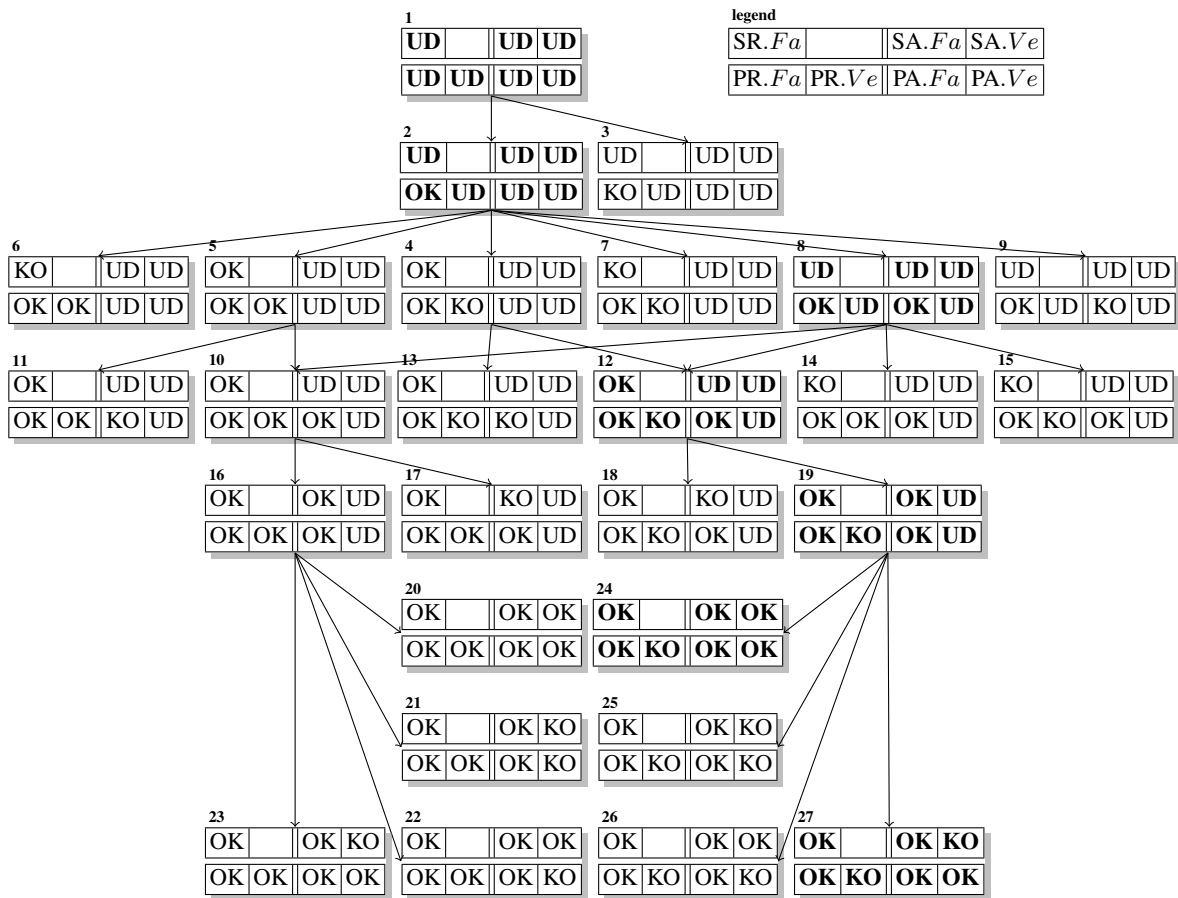 1 legend
UD UD UD SR.Fa SA.Fa SA.Ve
UD UD UD UD PR.Fa PR.Ve PA.Fa PA.Ve
2 3
UD UD UD UD UD UD
OK UD UD UD KO UD UD UD
6 5 4 7 8 9
KO UD UD OK UD UD OK UD UD KO UD UD UD UD UD UD UD UD
OK OK UD UD OK OK UD UD OK KO UD UD OK KO UD UD OK UD OK UD OK UD KO UD
11 10 13 12 14 15
OK UD UD OK UD UD OK UD UD OK UD UD KO UD UD KO UD UD
OK OK KO UD OK OK OK UD OK KO KO UD OK KO OK UD OK OK OK UD OK KO OK UD
16 17 18 19
OK OK UD OK KO UD OK KO UD OK OK UD
OK OK OK UD OK OK OK UD OK KO OK UD OK KO OK UD
20 24
OK OK OK OK OK OK
OK OK OK OK OK KO OK OK
21 25
OK OK KO OK OK KO
OK OK OK KO OK KO OK KO
23 22 26 27
OK OK KO OK OK OK OK OK OK OK OK KO
OK OK OK OK OK OK OK KO OK KO OK KO OK KO OK OK